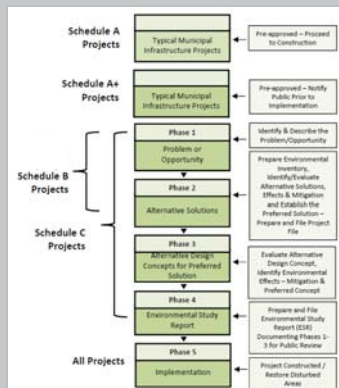 Schedule A
Projects
Typical Municipal
Infrastructure Projects
Pre-approved – Proceed
to Construction
Schedule A+
Projects
Typical Municipal
Infrastructure Projects
Pre-approved – Notify
Public Prior to
Implementation
Phase 1
Problem or
Opportunity
Identify & Describe the
Problem/Opportunity
Schedule B
Projects
Phase 2
Alternative Solutions
Prepare Environmental
Inventory,
Identify/Evaluate
Alternative Solutions,
Effects & Mitigation
and Establish the
Preferred Solution –
Prepare and File Project
File
Schedule C
Projects
Phase 3
Alternative Design
Concepts for Preferred
Solution
Evaluate Alternative
Design Concept,
Identify Environmental
Effects – Mitigation &
Preferred Concept
Phase 4
Environmental Study
Report
Prepare and File
Environmental Study
Report (ESR)
Documenting Phases 1-
3 for Public Review
All Projects
Phase 5
Implementation
Project Constructed /
Restore Disturbed
Areas